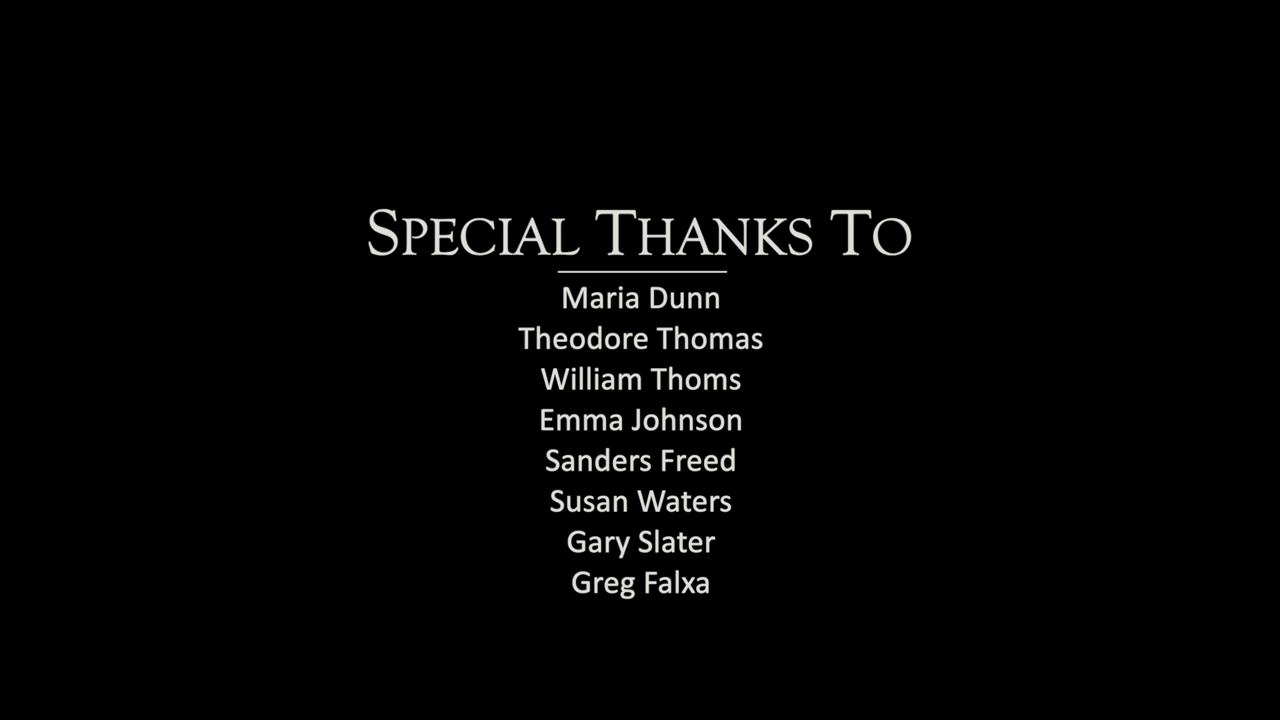 SPECIAL THANKS TO
Maria Dunn
Theodore Thomas
William Thoms
Emma Johnson
Sanders Freed
Susan Waters
Gary Slater
Greg Falxa